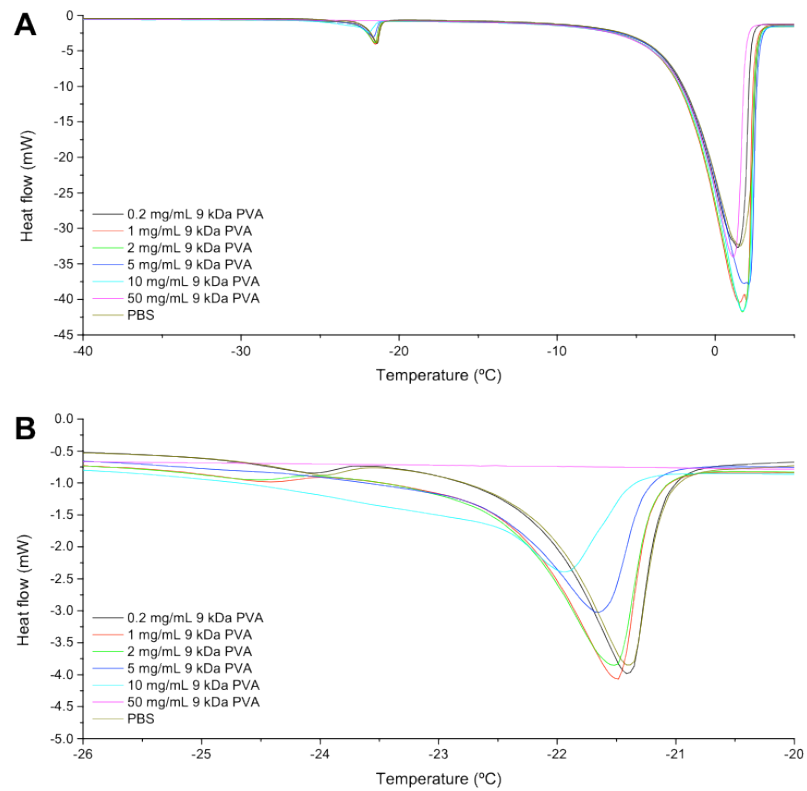 A
0
-5
-10
-15
-20
-25
-30
-35
-40
-45
Heat flow (mW)
0.2 mg/mL 9 kDa PVA
1 mg/mL 9 kDa PVA
2 mg/mL 9 kDa PVA
5 mg/mL 9 kDa PVA
10 mg/mL 9 kDa PVA
50 mg/mL 9 kDa PVA
PBS
-40 -30 -20 -10 0
Temperature (ºC)
B
0.0
-0.5
-1.0
-1.5
-2.0
-2.5
-3.0
-3.5
-4.0
-4.5
-5.0
Heat flow (mW)
0.2 mg/mL 9 kDa PVA
1 mg/mL 9 kDa PVA
2 mg/mL 9 kDa PVA
5 mg/mL 9 kDa PVA
10 mg/mL 9 kDa PVA
50 mg/mL 9 kDa PVA
PBS
-26 -25 -24 -23 -22 -21 -20
Temperature (ºC)